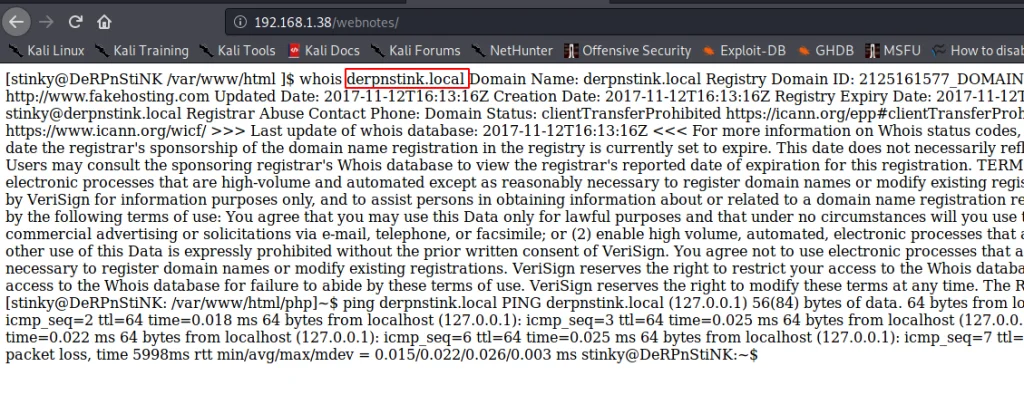 192.168.1.38/webnotes/
Kali Linux Kali Training Kali Tools Kali Docs Kali Forums NetHunter Offensive Security Exploit-DB GHDB MSFU How to disab
[stinky@DeRPnStiNK /var/www/html ]$ whois derpnstink.local Domain Name: derpnstink.local Registry Domain ID: 2125161577_DOMAIN
http://www.fakehosting.com Updated Date: 2017-11-12T16:13:16Z Creation Date: 2017-11-12T16:13:16Z Registry Expiry Date: 2017-11-12T1
stinky@derpnstink.local Registrar Abuse Contact Phone: Domain Status: clientTransferProhibited https://icann.org/epp#clientTransferProh
https://www.icann.org/wicf/ >>> Last update of whois database: 2017-11-12T16:13:16Z <<< For more information on Whois status codes,
date the registrar's sponsorship of the domain name registration in the registry is currently set to expire. This date does not necessarily refl
Users may consult the sponsoring registrar's Whois database to view the registrar's reported date of expiration for this registration. TERM
electronic processes that are high-volume and automated except as reasonably necessary to register domain names or modify existing regis
by VeriSign for information purposes only, and to assist persons in obtaining information about or related to a domain name registration re
by the following terms of use: You agree that you may use this Data only for lawful purposes and that under no circumstances will you use t
commercial advertising or solicitations via e-mail, telephone, or facsimile; or (2) enable high volume, automated, electronic processes that a
other use of this Data is expressly prohibited without the prior written consent of VeriSign. You agree not to use electronic processes that a
necessary to register domain names or modify existing registrations. VeriSign reserves the right to restrict your access to the Whois databa
access to the Whois database for failure to abide by these terms of use. VeriSign reserves the right to modify these terms at any time. The R
[stinky@DeRPnStiNK: /var/www/html/php]~$ ping derpnstink.local PING derpnstink.local (127.0.0.1) 56(84) bytes of data. 64 bytes from lo
icmp_seq=2 ttl=64 time=0.018 ms 64 bytes from localhost (127.0.0.1): icmp_seq=3 ttl=64 time=0.025 ms 64 bytes from localhost (127.0.0.
time=0.022 ms 64 bytes from localhost (127.0.0.1): icmp_seq=6 ttl=64 time=0.025 ms 64 bytes from localhost (127.0.0.1): icmp_seq=7 ttl=
packet loss, time 5998ms rtt min/avg/max/mdev = 0.015/0.022/0.026/0.003 ms stinky@DeRPnStiNK:~$